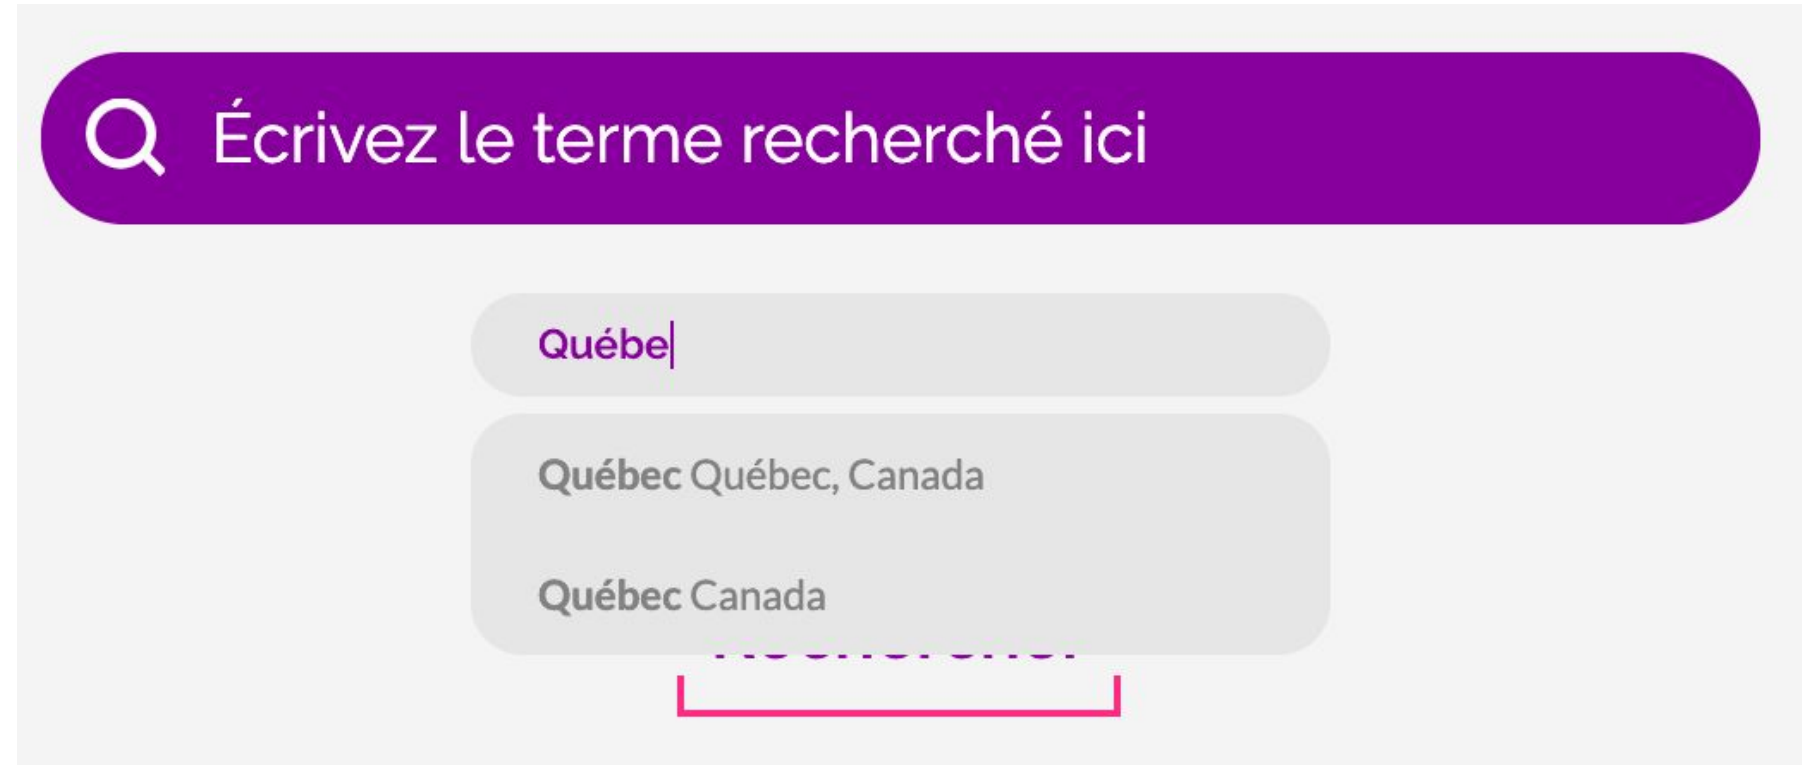 Écrivez le terme recherché ici
Québe
Québec Québec, Canada
Québec Canada